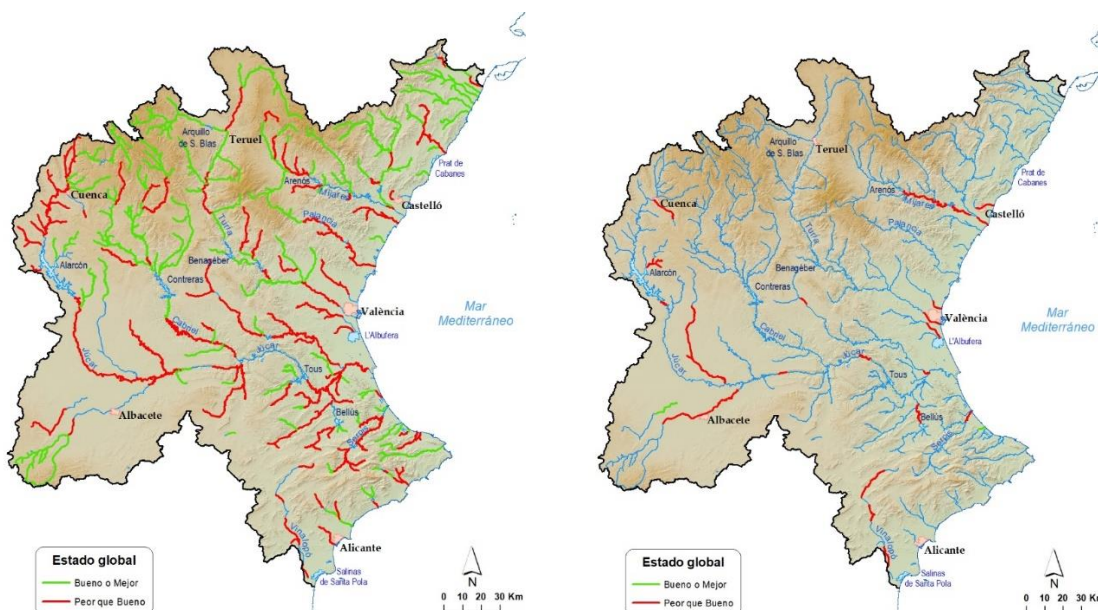 Arquillo
de S. Blas
Teruel
Cuenca
Arenós
Mijares
Prat de
Cabanes
Castelló
Palancia
Turia
Alarcón
Benagéber
Contreras
València
L'Albufera
Mar
Mediterráneo
Cabriel
Júcar
Júcar
Tous
Albacete
Bellús
Serpis
Vinalopó
Alicante
Salinas
de Santa Pola
Estado global
Bueno o Mejor
Peor que Bueno
N
0 10 20 30 Km
Arquillo
de S. Blas
Teruel
Cuenca
Arenós
Mijares
Prat de
Cabanes
Castelló
Palancia
Turia
Alarcón
Benagéber
Contreras
València
L'Albufera
Mar
Mediterráneo
Cabriel
Júcar
Júcar
Tous
Albacete
Bellús
Serpis
Vinalopó
Alicante
Salinas
de Santa Pola
Estado global
Bueno o Mejor
Peor que Bueno
N
0 10 20 30 Km